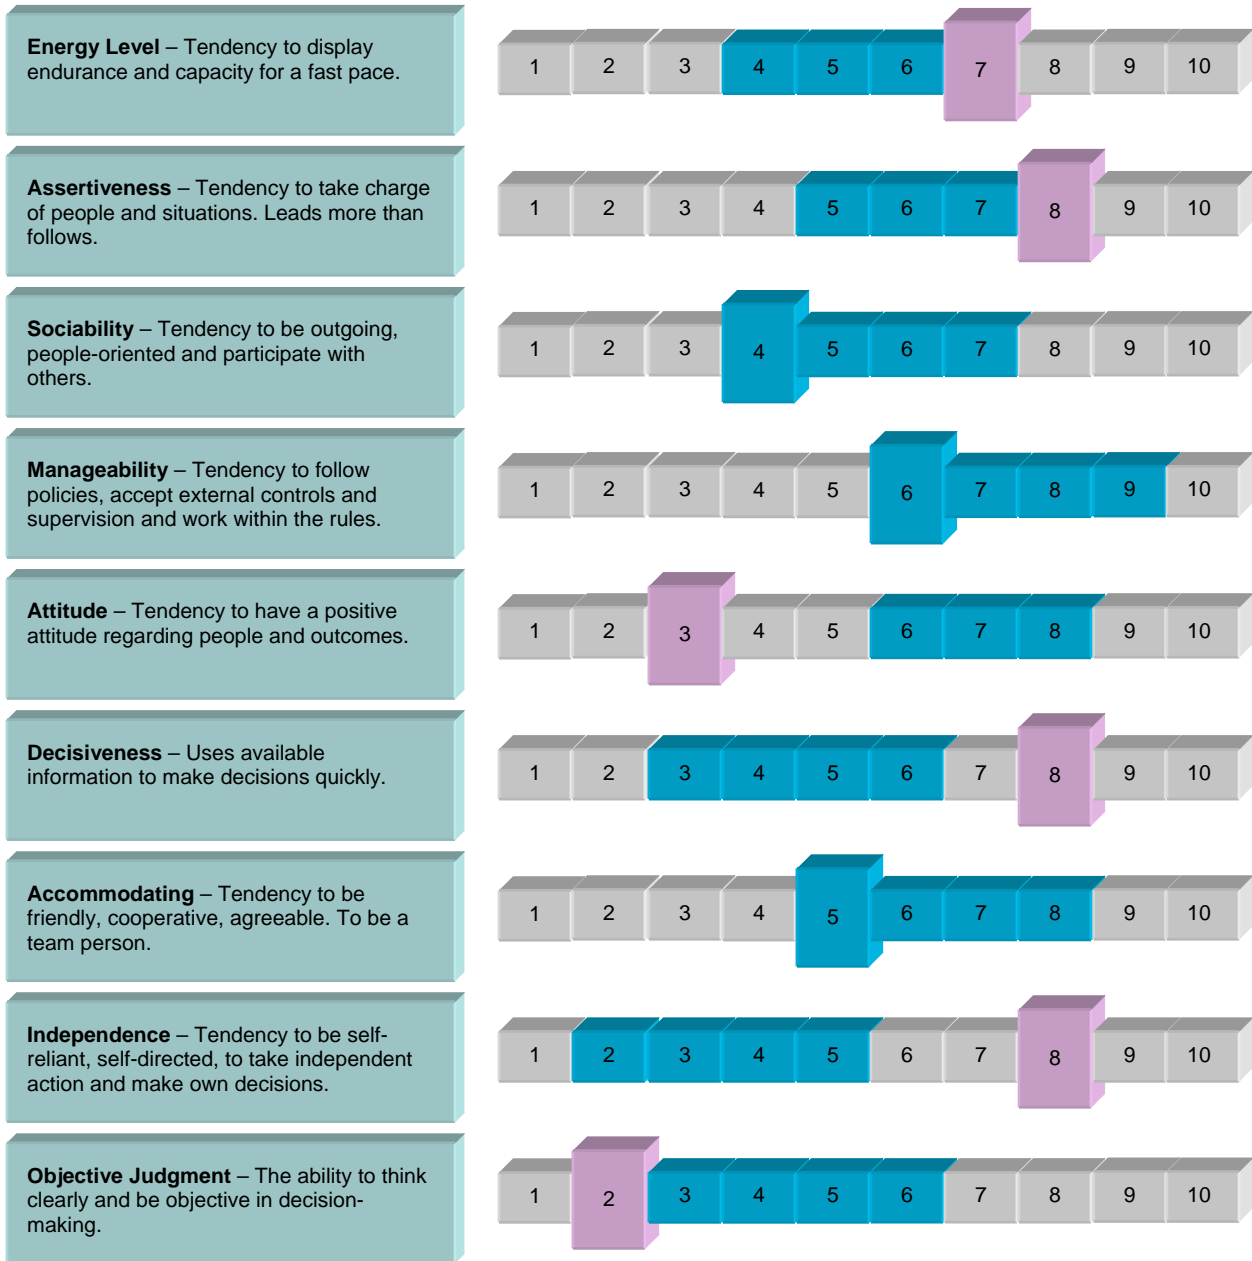 Energy Level – Tendency to display
endurance and capacity for a fast pace.
1 2 3 4 5 6 7 8 9 10
Assertiveness – Tendency to take charge
of people and situations. Leads more than
follows.
1 2 3 4 5 6 7 8 9 10
Sociability – Tendency to be outgoing,
people-oriented and participate with
others.
1 2 3 4 5 6 7 8 9 10
Manageability – Tendency to follow
policies, accept external controls and
supervision and work within the rules.
1 2 3 4 5 6 7 8 9 10
Attitude – Tendency to have a positive
attitude regarding people and outcomes.
1 2 3 4 5 6 7 8 9 10
Decisiveness – Uses available
information to make decisions quickly.
1 2 3 4 5 6 7 8 9 10
Accommodating – Tendency to be
friendly, cooperative, agreeable. To be a
team person.
1 2 3 4 5 6 7 8 9 10
Independence – Tendency to be self-
reliant, self-directed, to take independent
action and make own decisions.
1 2 3 4 5 6 7 8 9 10
Objective Judgment – The ability to think
clearly and be objective in decision-
making.
1 2 3 4 5 6 7 8 9 10